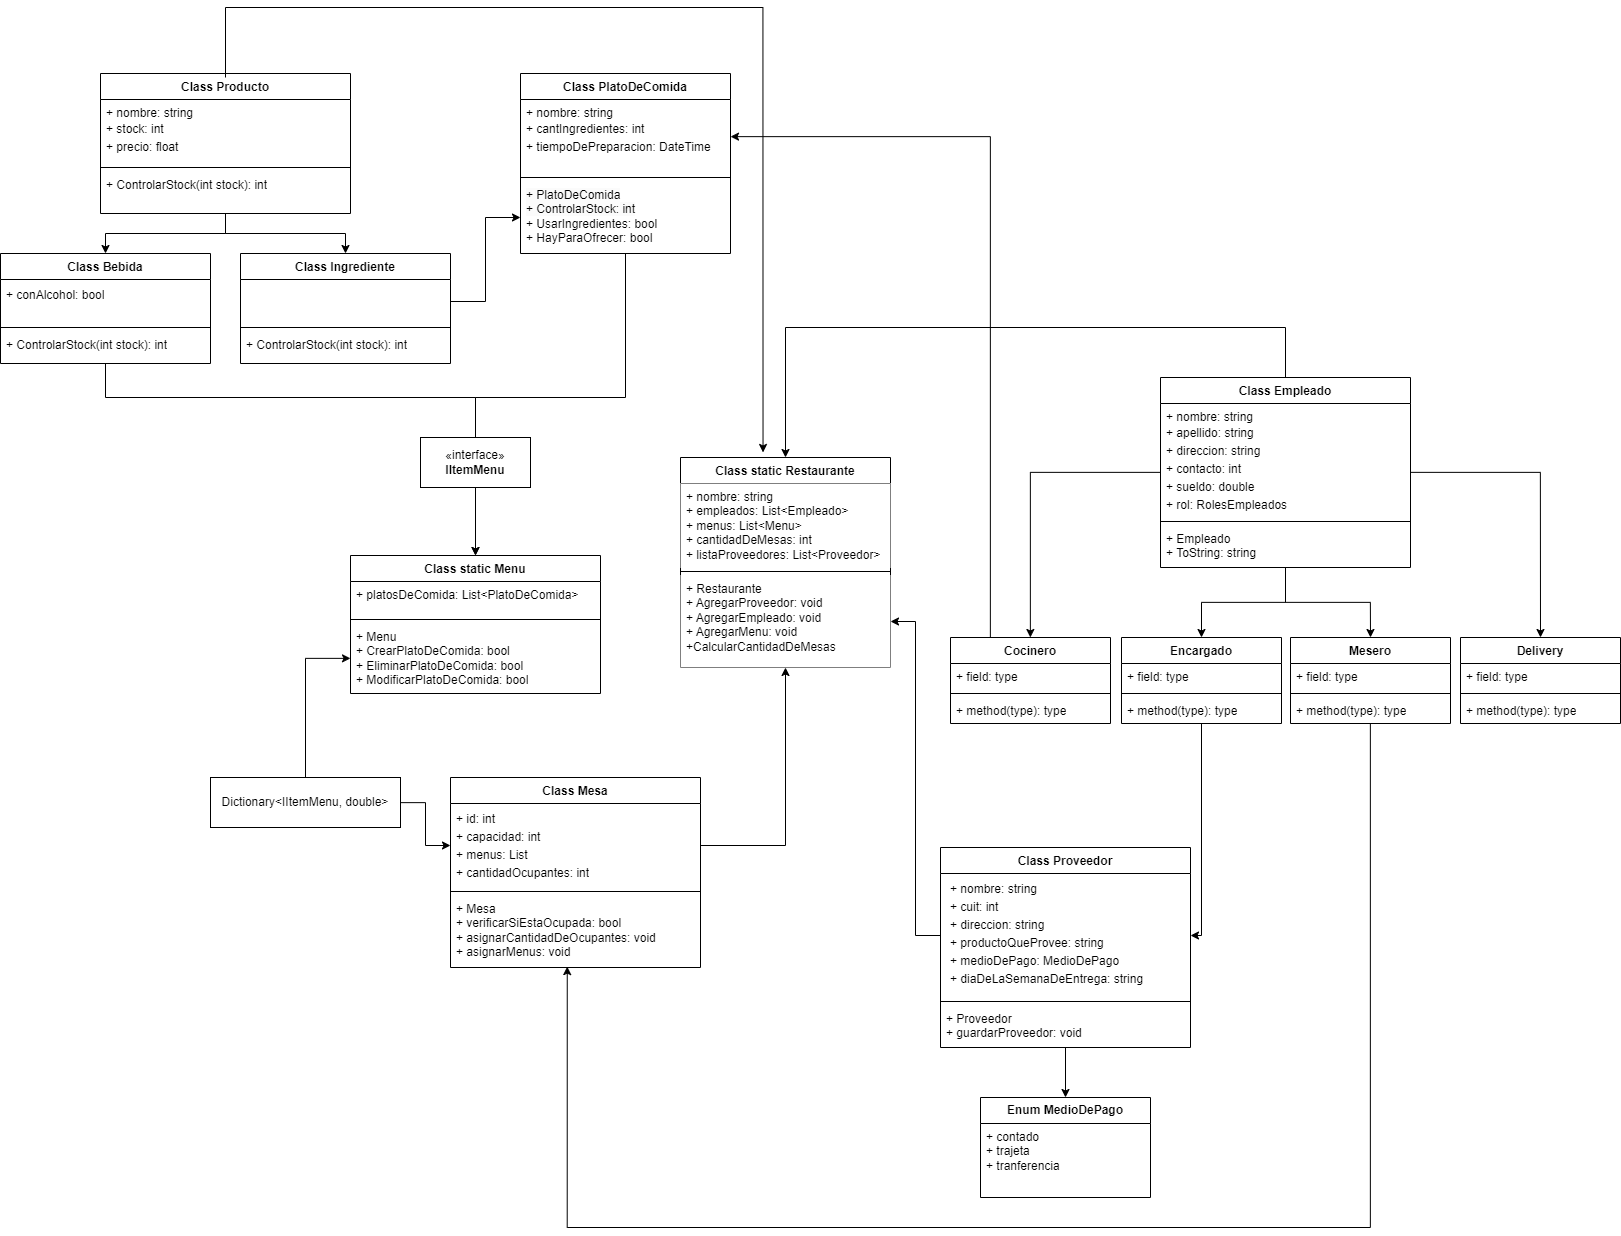 Class Producto
+ nombre: string
+ stock: int
+ precio: float
+ ControlarStock(int stock): int
Class PlatoDeComida
+ nombre: string
+ cantIngredientes: int
+ tiempoDePreparacion: DateTime
+ PlatoDeComida
+ ControlarStock: int
+ UsarIngredientes: bool
+ HayParaOfrecer: bool
Class Bebida
+ conAlcohol: bool
+ ControlarStock(int stock): int
Class Ingrediente
+ ControlarStock(int stock): int
«interface»
IItemMenu
Class static Menu
+ platosDeComida: List<PlatoDeComida>
+ Menu
+ CrearPlatoDeComida: bool
+ EliminarPlatoDeComida: bool
+ ModificarPlatoDeComida: bool
Class static Restaurante
+ nombre: string
+ empleados: List<Empleado>
+ menus: List<Menu>
+ cantidadDeMesas: int
+ listaProveedores: List<Proveedor>
+ Restaurante
+ AgregarProveedor: void
+ AgregarEmpleado: void
+ AgregarMenu: void
+CalcularCantidadDeMesas
Class Empleado
+ nombre: string
+ apellido: string
+ direccion: string
+ contacto: int
+ sueldo: double
+ rol: RolesEmpleados
+ Empleado
+ ToString: string
Cocinero
+ field: type
+ method(type): type
Encargado
+ field: type
+ method(type): type
Mesero
+ field: type
+ method(type): type
Delivery
+ field: type
+ method(type): type
Dictionary<IItemMenu, double>
Class Mesa
+ id: int
+ capacidad: int
+ menus: List
+ cantidadOcupantes: int
+ Mesa
+ verificarSiEstaOcupada: bool
+ asignarCantidadDeOcupantes: void
+ asignarMenus: void
Class Proveedor
+ nombre: string
+ cuit: int
+ direccion: string
+ productoQueProvee: string
+ medioDePago: MedioDePago
+ diaDeLaSemanaDeEntrega: string
+ Proveedor
+ guardarProveedor: void
Enum MedioDePago
+ contado
+ trajeta
+ tranferencia